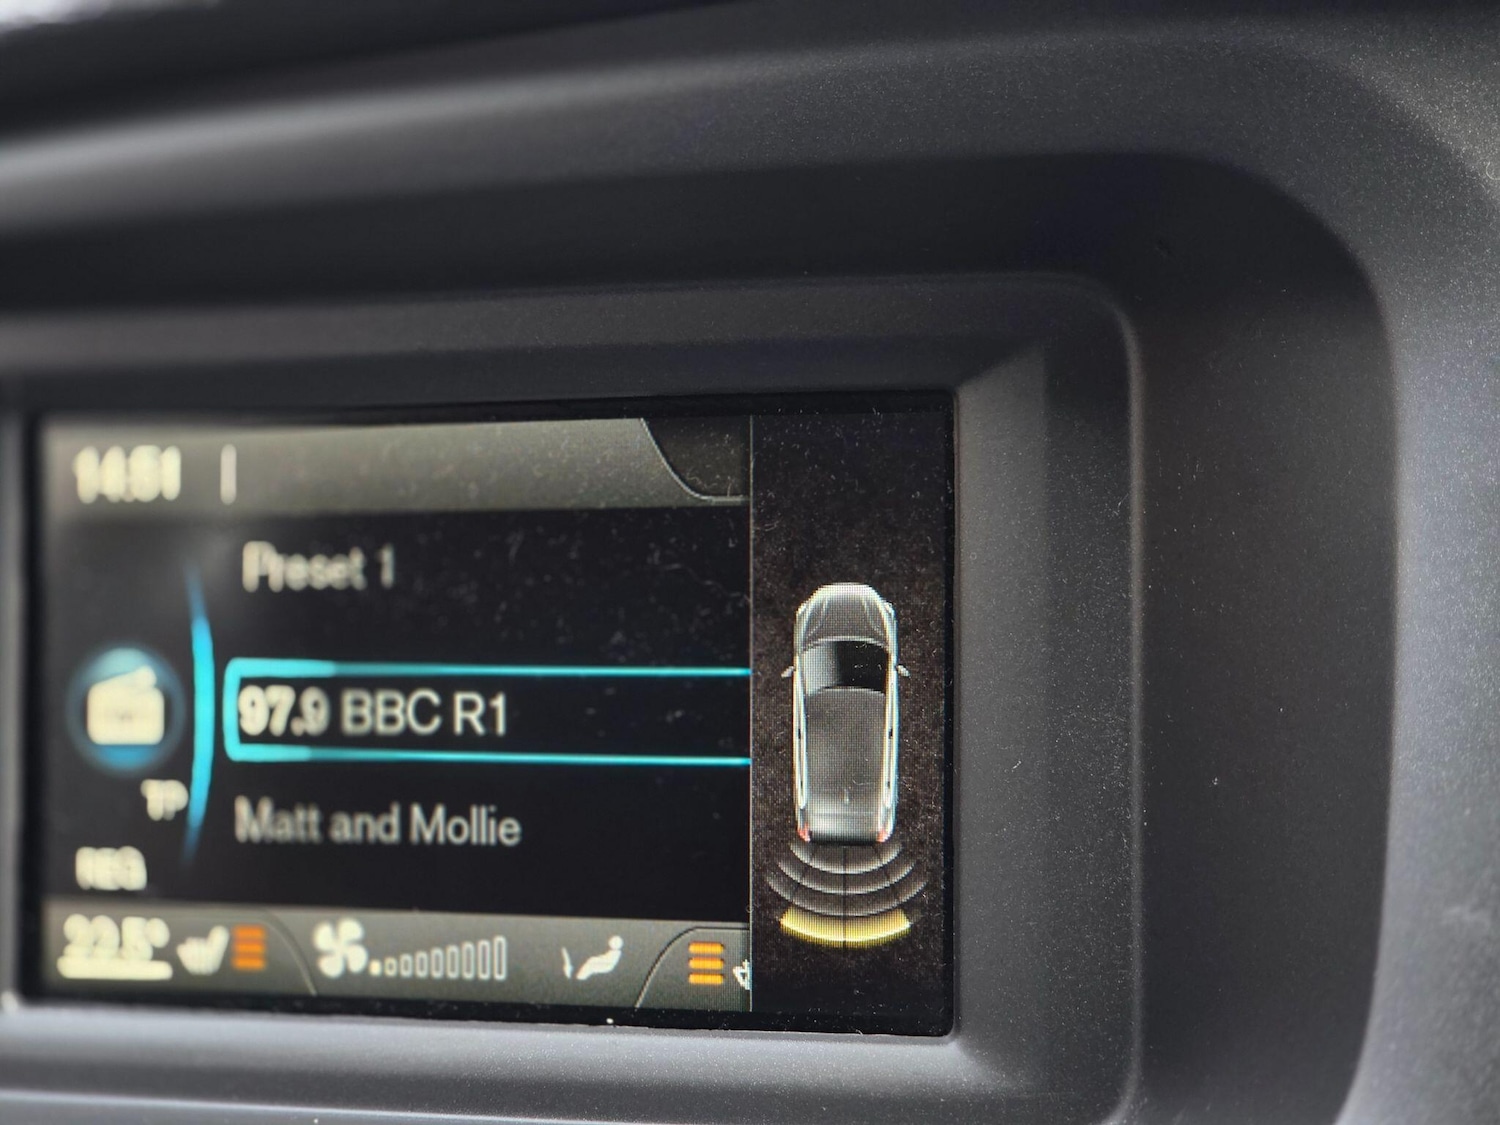 14:51
Preset 1
97.9 BBC R1
TP
Matt and Mollie
REG
22.5°